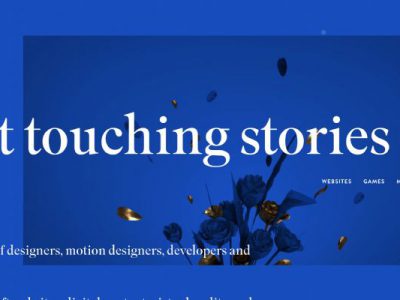 t touching stories
WEBSITES GAMES M
f designers, motion designers, developers and